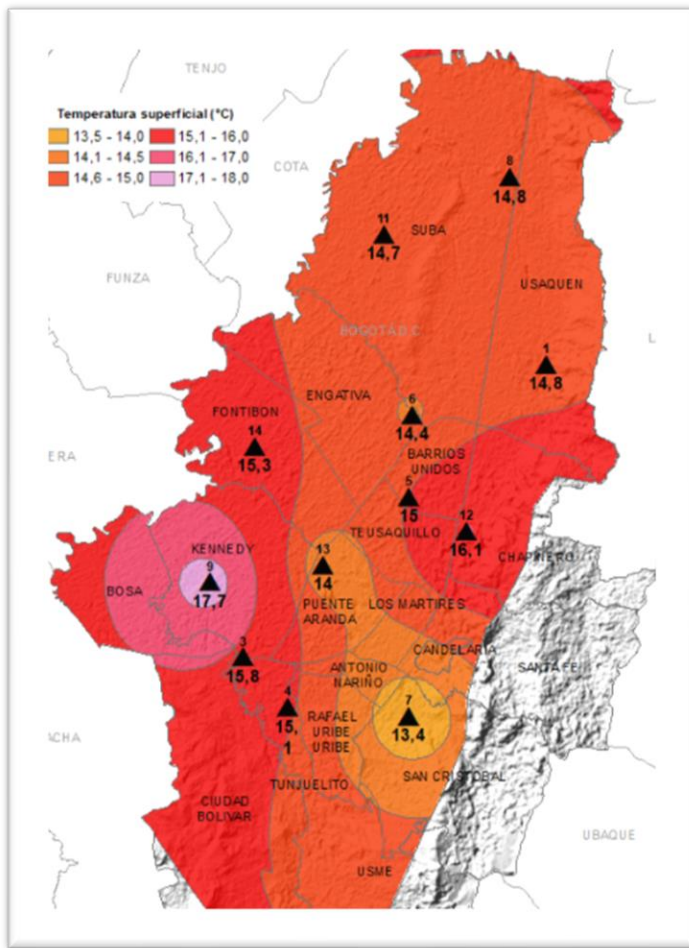 TENJO
Temperatura superficial (°C)
13,5 - 14,0
15,1 - 16,0
14,1 - 14,5
16,1 - 17,0
14,6 - 15,0
17,1 - 18,0
COTA
8
14,8
11
SUBA
14,7
FUNZA
USAQUEN
BOGOTÁ D.C
L
1
14,8
ENGATIVA
6
14,4
FONTIBON
14
15,3
ERA
BARRIOS
UNIDOS
5
15
12
16,1
TEUSAQUILLO
CHAPINERO
KENNEDY
13
14
9
17,7
BOSA
PUENTE
ARANDA
LOS MARTIRES
3
15,8
CANDELARIA
SANTA FE
ANTONIO
NARIÑO
4
15,
1
RAFAEL
URIBE
URIBE
7
13,4
ACHA
TUNJUELITO
SAN CRISTOBAL
CIUDAD
BOLIVAR
UBAQUE
USME